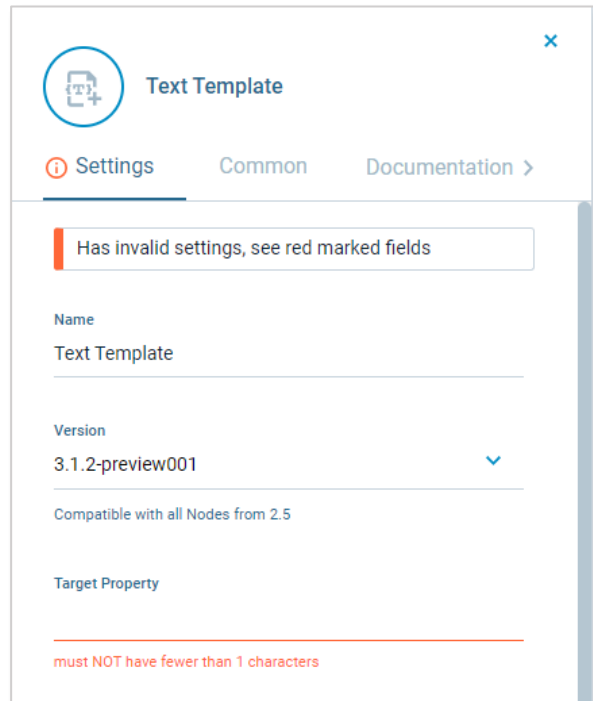 {T}
Text Template
Settings
Common
Documentation
Has invalid settings, see red marked fields
Name
Text Template
Version
3.1.2-preview001
Compatible with all Nodes from 2.5
Target Property
must NOT have fewer than 1 characters